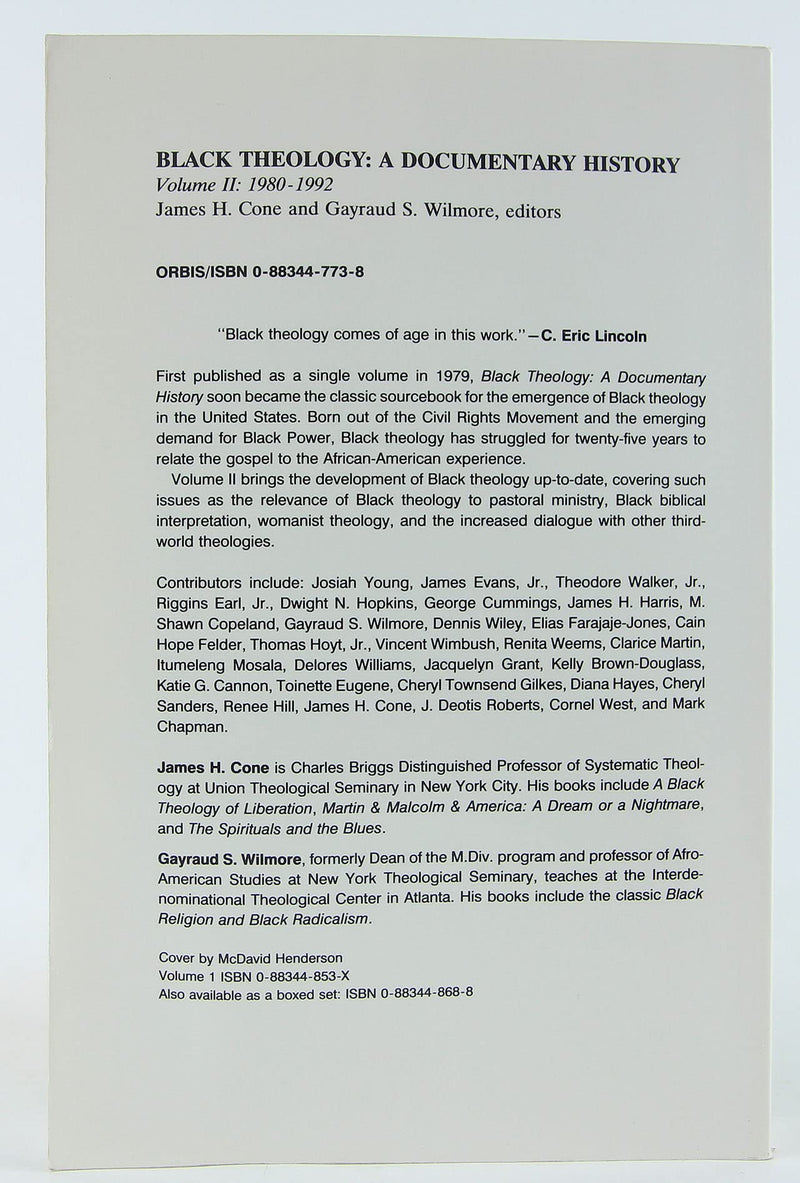 BLACK THEOLOGY: A DOCUMENTARY HISTORY
Volume II: 1980-1992
James H. Cone and Gayraud S. Wilmore, editors
ORBIS/ISBN 0-88344-773-8
"Black theology comes of age in this work."—C. Eric Lincoln
First published as a single volume in 1979, Black Theology: A Documentary
History soon became the classic sourcebook for the emergence of Black theology
in the United States. Born out of the Civil Rights Movement and the emerging
demand for Black Power, Black theology has struggled for twenty-five years to
relate the gospel to the African-American experience.
Volume II brings the development of Black theology up-to-date, covering such
issues as the relevance of Black theology to pastoral ministry, Black biblical
interpretation, womanist theology, and the increased dialogue with other third-
world theologies.
Contributors include: Josiah Young, James Evans, Jr., Theodore Walker, Jr.,
Riggins Earl, Jr., Dwight N. Hopkins, George Cummings, James H. Harris, M.
Shawn Copeland, Gayraud S. Wilmore, Dennis Wiley, Elias Farajaje-Jones, Cain
Hope Felder, Thomas Hoyt, Jr., Vincent Wimbush, Renita Weems, Clarice Martin,
Itumeleng Mosala, Delores Williams, Jacquelyn Grant, Kelly Brown-Douglass,
Katie G. Cannon, Toinette Eugene, Cheryl Townsend Gilkes, Diana Hayes, Cheryl
Sanders, Renee Hill, James H. Cone, J. Deotis Roberts, Cornel West, and Mark
Chapman.
James H. Cone is Charles Briggs Distinguished Professor of Systematic Theol-
ogy at Union Theological Seminary in New York City. His books include A Black
Theology of Liberation, Martin & Malcolm & America: A Dream or a Nightmare,
and The Spirituals and the Blues.
Gayraud S. Wilmore, formerly Dean of the M.Div. program and professor of Afro-
American Studies at New York Theological Seminary, teaches at the Interde-
nominational Theological Center in Atlanta. His books include the classic Black
Religion and Black Radicalism.
Cover by McDavid Henderson
Volume 1 ISBN 0-88344-853-X
Also available as a boxed set: ISBN 0-88344-868-8